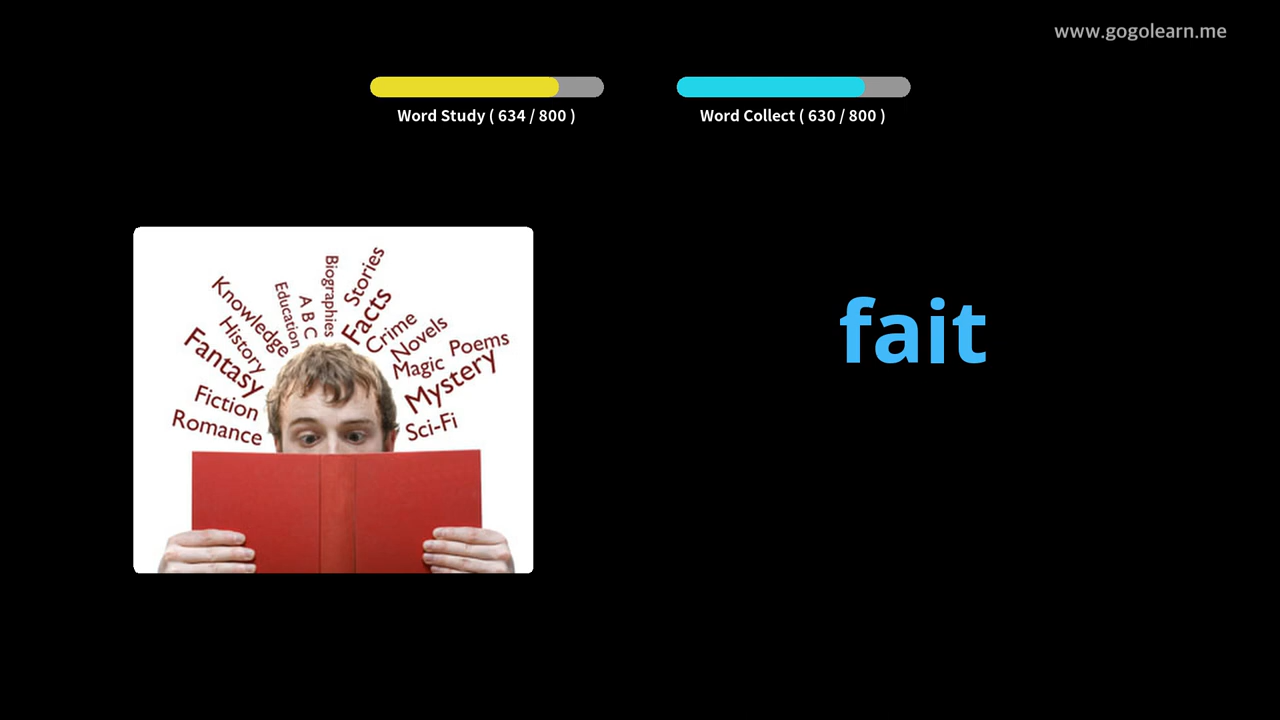 www.gogolearn.me
Word Study ( 634 / 800 )
Word Collect ( 630 / 800 )
fait
Knowledge
Education
A B C
Biographies
Stories
Facts
History
Crime
Novels
Poems
Fantasy
Magic
Mystery
Fiction
Romance
Sci-Fi